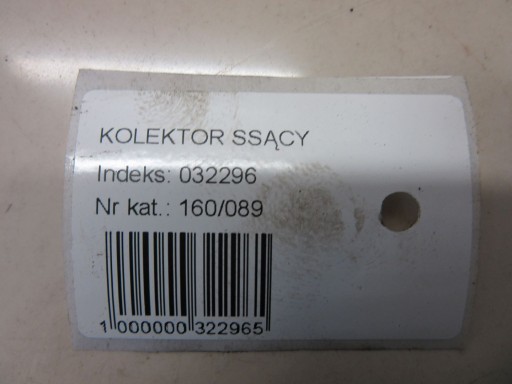 KOLEKTOR SSĄCY
Indeks: 032296
Nr kat.: 160/089
1 000000 322965